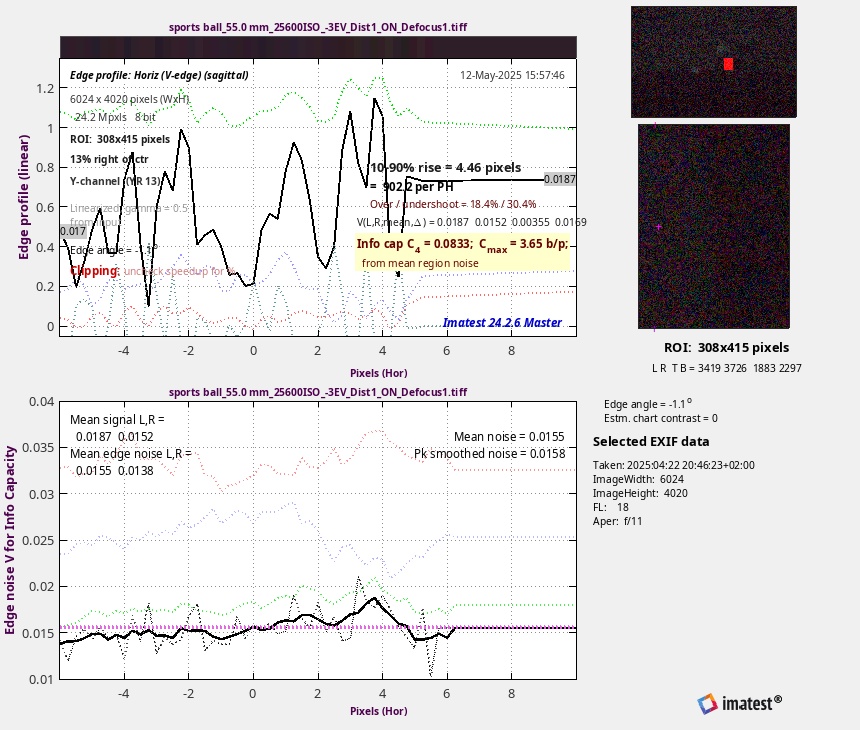 sports ball_55.0 mm_25600ISO_-3EV_Dist1_ON_Defocus1.tiff
Edge profile: Horiz (V-edge) (sagittal)
12-May-2025 15:57:46
6024 x 4020 pixels (WxH)
24.2 Mpxls 8 bit
ROI: 308x415 pixels
13% right of ctr
Y-channel (YR 13)
Linearized: gamma = 0.5
from input
Edge angle = -1.1o
Clipping: uncheck speedup for
10-90% rise = 4.46 pixels
= 902.2 per PH
Over / undershoot = 18.4% / 30.4%
V(L,R,mean,Δ) = 0.0187 0.0152 0.00355 0.0169
Info cap C4 = 0.0833; Cmax = 3.65 b/p;
from mean region noise
0.0187
0.017
Imatest 24.2.6 Master
Edge profile (linear)
1.2
1
0.8
0.6
0.4
0.2
0
-4 -2 0 2 4 6 8
Pixels (Hor)
sports ball_55.0 mm_25600ISO_-3EV_Dist1_ON_Defocus1.tiff
Mean signal L,R =
0.0187 0.0152
Mean edge noise L,R =
0.0155 0.0138
Mean noise = 0.0155
Pk smoothed noise = 0.0158
Edge noise V for Info Capacity
0.04
0.035
0.03
0.025
0.02
0.015
0.01
-4 -2 0 2 4 6 8
Pixels (Hor)
ROI: 308x415 pixels
L R T B = 3419 3726 1883 2297
Edge angle = -1.1o
Estm. chart contrast = 0
Selected EXIF data
Taken: 2025:04:22 20:46:23+02:00
ImageWidth: 6024
ImageHeight: 4020
FL: 18
Aper: f/11
imatest®